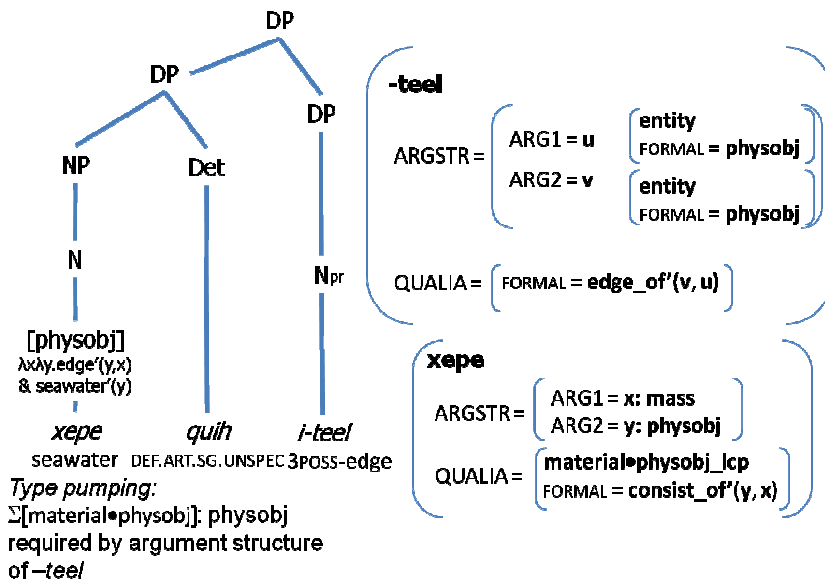 DP
DP
DP
NP
Det
N
Npr
[physobj]
λxλy.edge'(y,x)
& seawater'(y)
xepe quih i-teel
seawater DEF.ART.SG.UNSPEC 3POSS-edge
Type pumping:
Σ[material•physobj]: physobj
required by argument structure
of –teel
-teel
ARGSTR = ARG1 = u entity
FORMAL = physobj
ARG2 = v entity
FORMAL = physobj
QUALIA = FORMAL = edge_of'(v, u)
xepe
ARGSTR = ARG1 = x: mass
ARG2 = y: physobj
QUALIA = material•physobj_lcp
FORMAL = consist_of'(y, x)